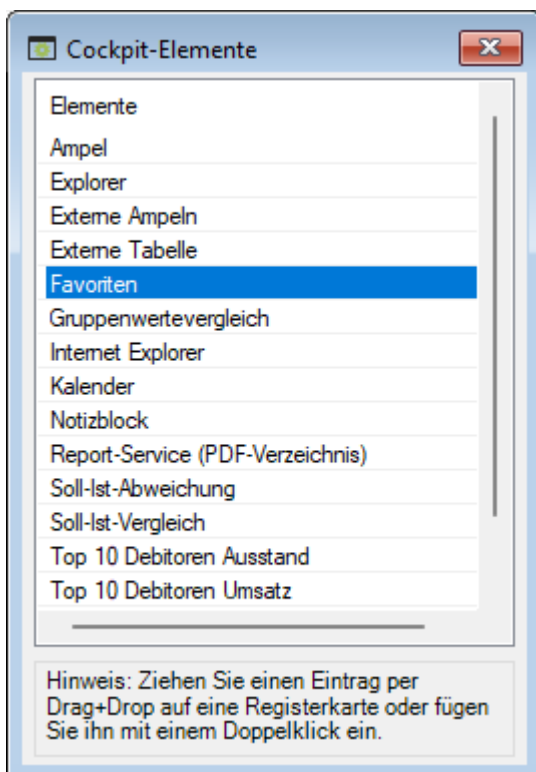 Cockpit-Elemente
Elemente
Ampel
Explorer
Externe Ampeln
Externe Tabelle
Favoriten
Gruppenwertevergleich
Internet Explorer
Kalender
Notizblock
Report-Service (PDF-Verzeichnis)
Soll-Ist-Abweichung
Soll-Ist-Vergleich
Top 10 Debitoren Ausstand
Top 10 Debitoren Umsatz
Hinweis: Ziehen Sie einen Eintrag per
Drag+Drop auf eine Registerkarte oder fügen
Sie ihn mit einem Doppelklick ein.